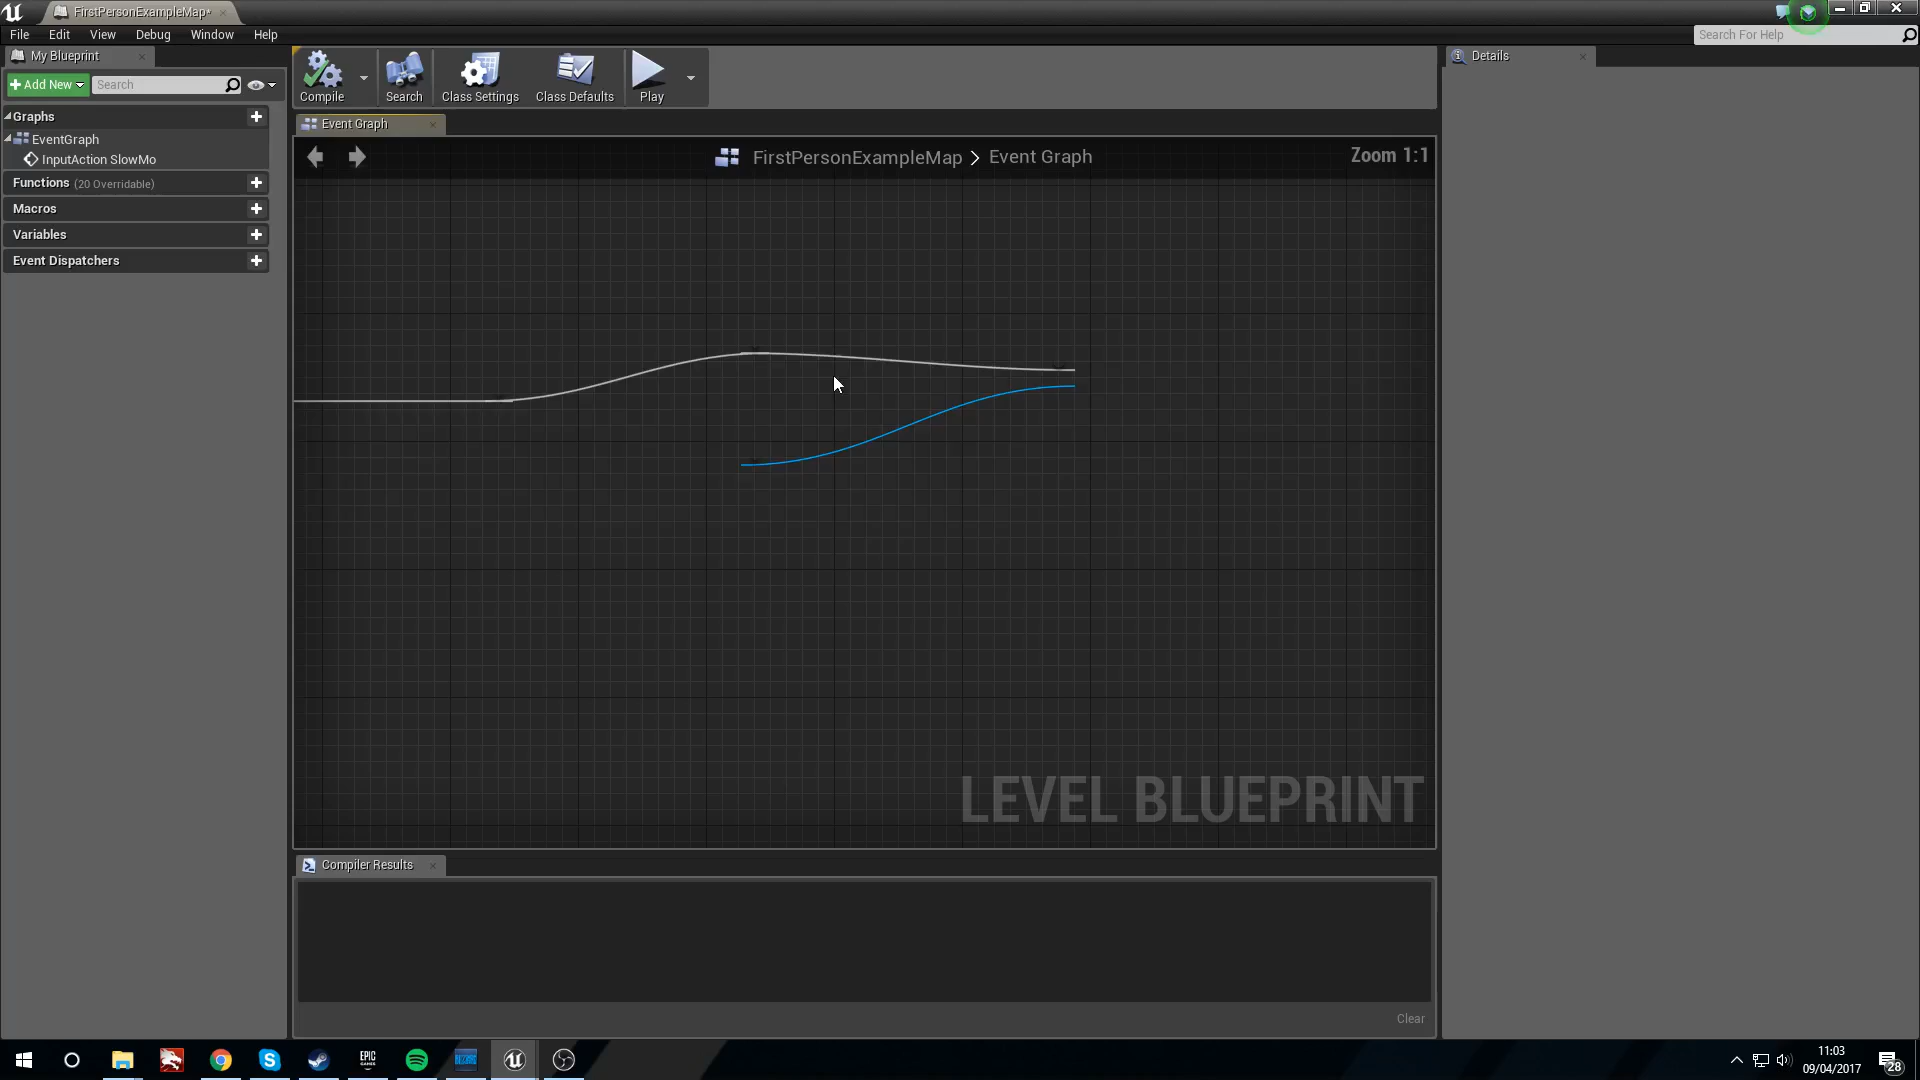 FirstPersonExampleMap*
File Edit View Debug Window Help
Search For Help
My Blueprint
Add New
Search
Graphs
EventGraph
InputAction SlowMo
Functions (20 Overridable)
Macros
Variables
Event Dispatchers
Compile
Search
Class Settings
Class Defaults
Play
Event Graph
FirstPersonExampleMap > Event Graph
Zoom 1:1
LEVEL BLUEPRINT
Details
Compiler Results
Clear
EPIC
GAMES
11:03
09/04/2017
28